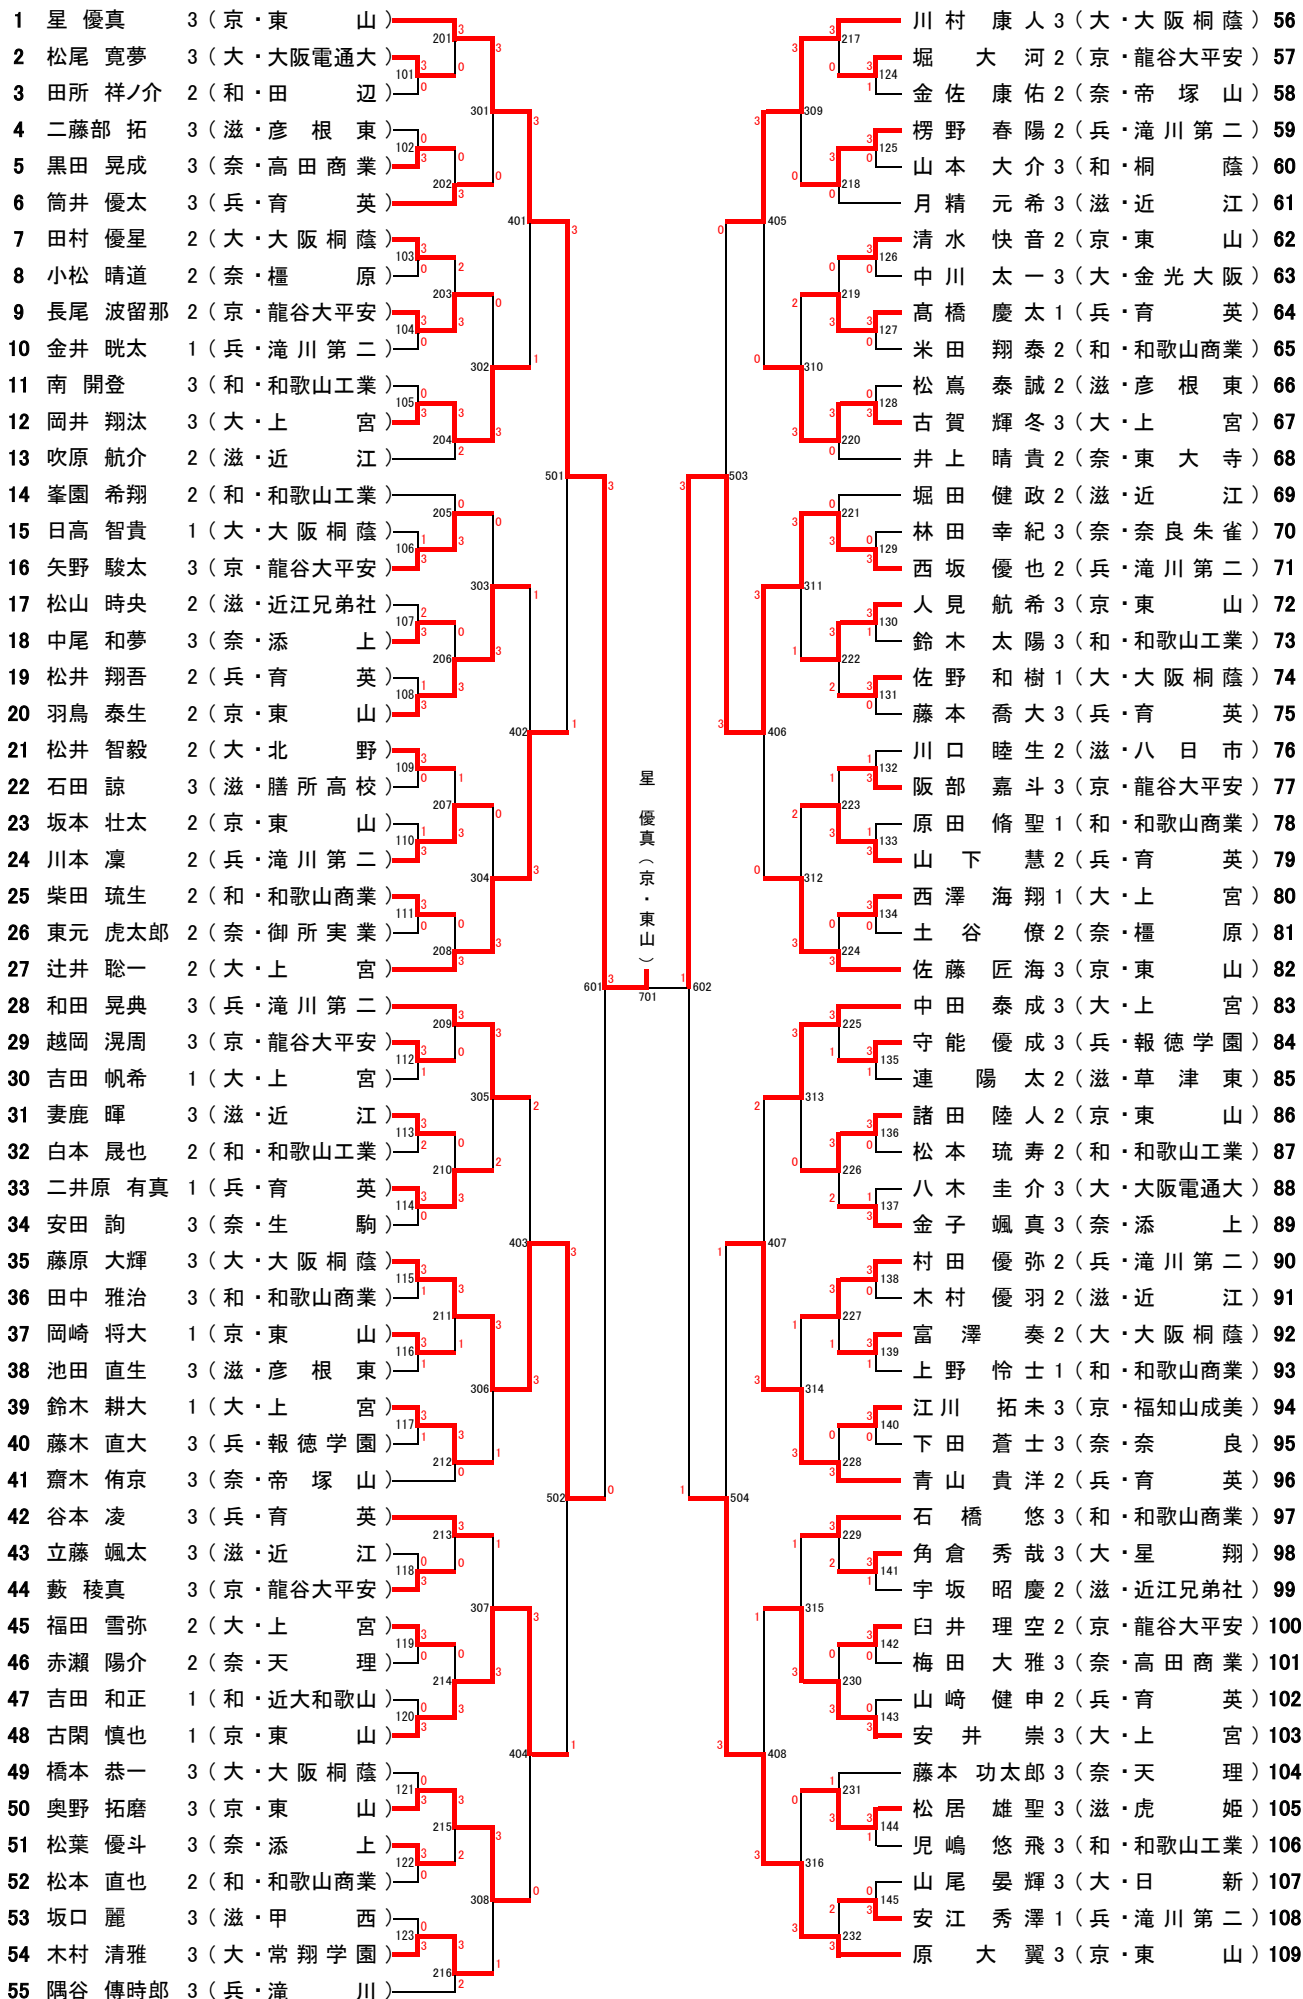 1 星 優真 3 ( 京 ・ 東 山 )
2 松尾 寛夢 3 ( 大 ・ 大阪電通大 )
3 田所 祥ノ介 2 ( 和 ・ 田 辺 )
4 二藤部 拓 3 ( 滋 ・ 彦根東 )
5 黒田 晃成 3 ( 奈 ・ 高田商業 )
6 筒井 優太 3 ( 兵 ・ 育 英 )
7 田村 優星 2 ( 大 ・ 大阪桐蔭 )
8 小松 晴道 2 ( 奈 ・ 橿 原 )
9 長尾 波留那 2 ( 京 ・ 龍谷大平安 )
10 金井 晄太 1 ( 兵 ・ 滝川第二 )
11 南 開登 3 ( 和 ・ 和歌山工業 )
12 岡井 翔汰 3 ( 大 ・ 上 宮 )
13 吹原 航介 2 ( 滋 ・ 近 江 )
14 峯園 希翔 2 ( 和 ・ 和歌山工業 )
15 日高 智貴 1 ( 大 ・ 大阪桐蔭 )
16 矢野 駿太 3 ( 京 ・ 龍谷大平安 )
17 松山 時央 2 ( 滋 ・ 近江兄弟社 )
18 中尾 和夢 3 ( 奈 ・ 添 上 )
19 松井 翔吾 2 ( 兵 ・ 育 英 )
20 羽鳥 泰生 2 ( 京 ・ 東 山 )
21 松井 智毅 2 ( 大 ・ 北 野 )
22 石田 諒 3 ( 滋 ・ 膳所高校 )
23 坂本 壮太 2 ( 京 ・ 東 山 )
24 川本 凜 2 ( 兵 ・ 滝川第二 )
25 柴田 琉生 2 ( 和 ・ 和歌山商業 )
26 東元 虎太郎 2 ( 奈 ・ 御所実業 )
27 辻井 聡一 2 ( 大 ・ 上 宮 )
28 和田 晃典 3 ( 兵 ・ 滝川第二 )
29 越岡 滉周 3 ( 京 ・ 龍谷大平安 )
30 吉田 帆希 1 ( 大 ・ 上 宮 )
31 妻鹿 暉 3 ( 滋 ・ 近 江 )
32 白本 晟也 2 ( 和 ・ 和歌山工業 )
33 二井原 有真 1 ( 兵 ・ 育 英 )
34 安田 詢 3 ( 奈 ・ 生 駒 )
35 藤原 大輝 3 ( 大 ・ 大阪桐蔭 )
36 田中 雅治 3 ( 和 ・ 和歌山商業 )
37 岡崎 将大 1 ( 京 ・ 東 山 )
38 池田 直生 3 ( 滋 ・ 彦根東 )
39 鈴木 耕大 1 ( 大 ・ 上 宮 )
40 藤木 直大 3 ( 兵 ・ 報徳学園 )
41 齋木 侑京 3 ( 奈 ・ 帝塚山 )
42 谷本 凌 3 ( 兵 ・ 育 英 )
43 立藤 颯太 3 ( 滋 ・ 近 江 )
44 藪 稜真 3 ( 京 ・ 龍谷大平安 )
45 福田 雪弥 2 ( 大 ・ 上 宮 )
46 赤瀬 陽介 2 ( 奈 ・ 天 理 )
47 吉田 和正 1 ( 和 ・ 近大和歌山 )
48 古閑 慎也 1 ( 京 ・ 東 山 )
49 橋本 恭一 3 ( 大 ・ 大阪桐蔭 )
50 奥野 拓磨 3 ( 京 ・ 東 山 )
51 松葉 優斗 3 ( 奈 ・ 添 上 )
52 松本 直也 2 ( 和 ・ 和歌山商業 )
53 坂口 麗 3 ( 滋 ・ 甲 西 )
54 木村 清雅 3 ( 大 ・ 常翔学園 )
55 隅谷 傳時郎 3 ( 兵 ・ 滝 川 )
星 優真 (京・東山)
601 701 602
川村 康人 3 ( 大 ・ 大阪桐蔭 ) 56
堀 大河 2 ( 京 ・ 龍谷大平安 ) 57
金佐 康佑 2 ( 奈 ・ 帝塚山 ) 58
楞野 春陽 2 ( 兵 ・ 滝川第二 ) 59
山本 大介 3 ( 和 ・ 桐 蔭 ) 60
月精 元希 3 ( 滋 ・ 近 江 ) 61
清水 快音 2 ( 京 ・ 東 山 ) 62
中川 太一 3 ( 大 ・ 金光大阪 ) 63
髙橋 慶太 1 ( 兵 ・ 育 英 ) 64
米田 翔泰 2 ( 和 ・ 和歌山商業 ) 65
松嶌 泰誠 2 ( 滋 ・ 彦根東 ) 66
古賀 輝冬 3 ( 大 ・ 上 宮 ) 67
井上 晴貴 2 ( 奈 ・ 東大寺 ) 68
堀田 健政 2 ( 滋 ・ 近 江 ) 69
林田 幸紀 3 ( 奈 ・ 奈良朱雀 ) 70
西坂 優也 2 ( 兵 ・ 滝川第二 ) 71
人見 航希 3 ( 京 ・ 東 山 ) 72
鈴木 太陽 3 ( 和 ・ 和歌山工業 ) 73
佐野 和樹 1 ( 大 ・ 大阪桐蔭 ) 74
藤本 喬大 3 ( 兵 ・ 育 英 ) 75
川口 睦生 2 ( 滋 ・ 八日市 ) 76
阪部 嘉斗 3 ( 京 ・ 龍谷大平安 ) 77
原田 脩聖 1 ( 和 ・ 和歌山商業 ) 78
山下 慧 2 ( 兵 ・ 育 英 ) 79
西澤 海翔 1 ( 大 ・ 上 宮 ) 80
土谷 僚 2 ( 奈 ・ 橿 原 ) 81
佐藤 匠海 3 ( 京 ・ 東 山 ) 82
中田 泰成 3 ( 大 ・ 上 宮 ) 83
守能 優成 3 ( 兵 ・ 報徳学園 ) 84
連 陽太 2 ( 滋 ・ 草津東 ) 85
諸田 陸人 2 ( 京 ・ 東 山 ) 86
松本 琉寿 2 ( 和 ・ 和歌山工業 ) 87
八木 圭介 3 ( 大 ・ 大阪電通大 ) 88
金子 颯真 3 ( 奈 ・ 添 上 ) 89
村田 優弥 2 ( 兵 ・ 滝川第二 ) 90
木村 優羽 2 ( 滋 ・ 近 江 ) 91
富澤 奏 2 ( 大 ・ 大阪桐蔭 ) 92
上野 怜士 1 ( 和 ・ 和歌山商業 ) 93
江川 拓未 3 ( 京 ・ 福知山成美 ) 94
下田 蒼士 3 ( 奈 ・ 奈 良 ) 95
青山 貴洋 2 ( 兵 ・ 育 英 ) 96
石橋 悠 3 ( 和 ・ 和歌山商業 ) 97
角倉 秀哉 3 ( 大 ・ 星 翔 ) 98
宇坂 昭慶 2 ( 滋 ・ 近江兄弟社 ) 99
臼井 理空 2 ( 京 ・ 龍谷大平安 ) 100
梅田 大雅 3 ( 奈 ・ 高田商業 ) 101
山﨑 健申 2 ( 兵 ・ 育 英 ) 102
安井 崇 3 ( 大 ・ 上 宮 ) 103
藤本 功太郎 3 ( 奈 ・ 天 理 ) 104
松居 雄聖 3 ( 滋 ・ 虎 姫 ) 105
児嶋 悠飛 3 ( 和 ・ 和歌山工業 ) 106
山尾 晏輝 3 ( 大 ・ 日 新 ) 107
安江 秀澤 1 ( 兵 ・ 滝川第二 ) 108
原 大翼 3 ( 京 ・ 東 山 ) 109